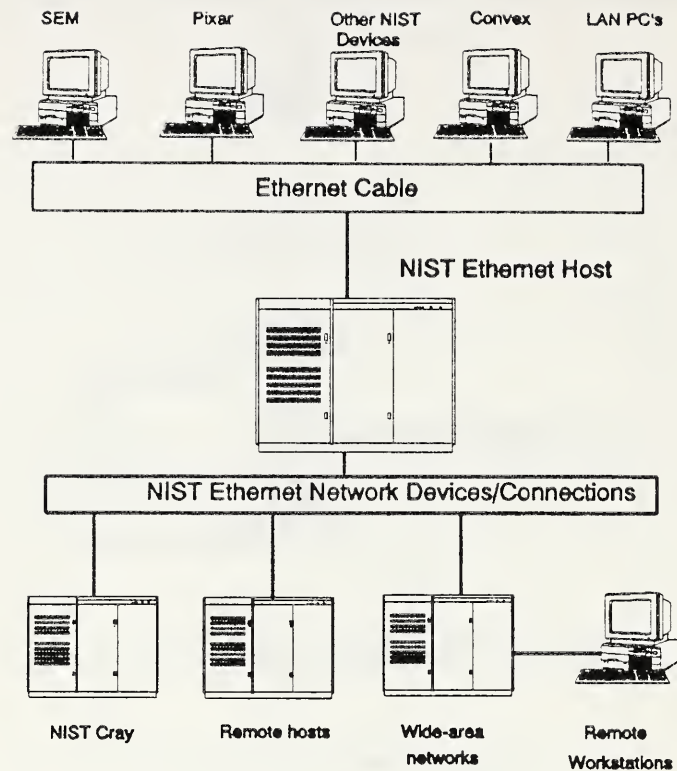 SEM
Pixar
Other NIST
Devices
Convex
LAN PC's
Ethernet Cable
NIST Ethernet Host
NIST Ethernet Network Devices/Connections
NIST Cray
Remote hosts
Wide-area
networks
Remote
Workstations